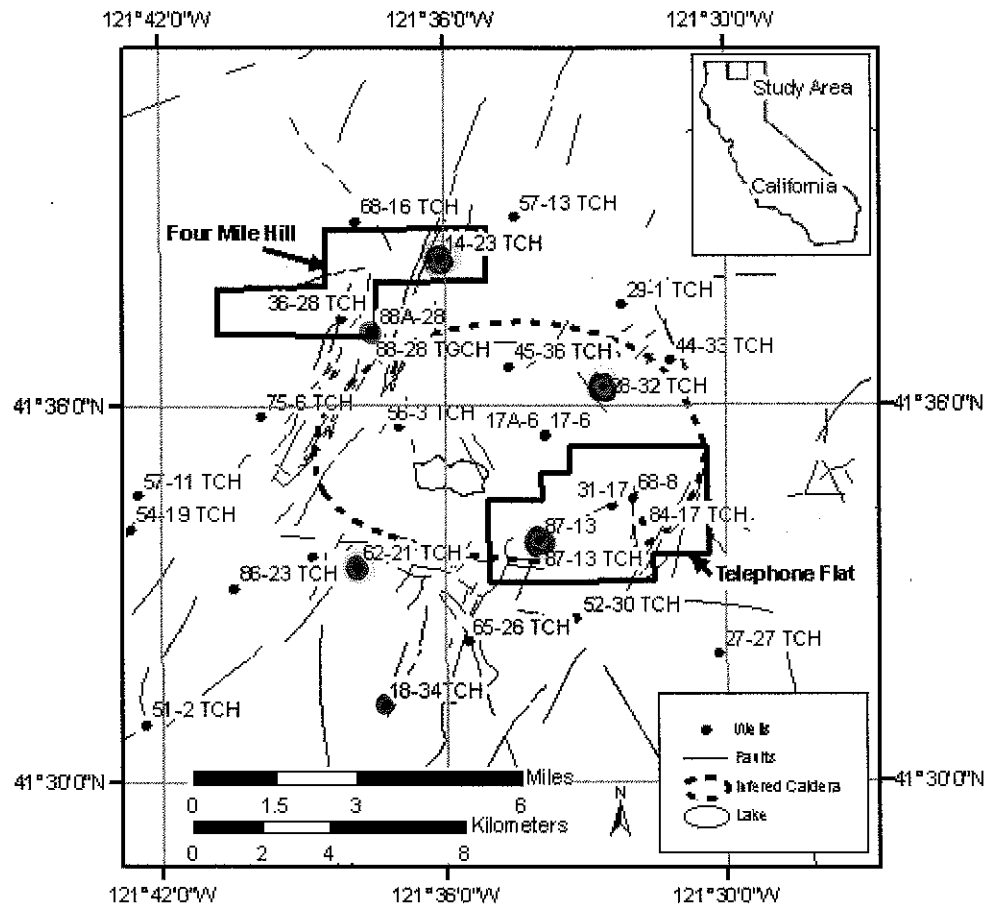 121°42'0"W 121°36'0"W 121°30'0"W
Study Area
California
68-16 TCH
57-13 TCH
Four Mile Hill
14-23 TCH
36-28 TCH
29-1 TCH
88A-28
88-28 TGCH
45-36 TCH
44-33 TCH
28-32 TCH
41°36'0"N
41°36'0"N
75-6 TCH
56-3 TCH
17A-6 17-6
57-11 TCH
31-17
68-8
54-19 TCH
87-13
84-17 TCH
62-21 TCH
87-13 TCH
86-23 TCH
Telephone Flat
52-30 TCH
65-26 TCH
27-27 TCH
18-34TCH
51-2 TCH
Wells
Faults
Infered Caldera
Lake
41°30'0"N
41°30'0"N
Miles
0 1.5 3 6
N
Kilometers
0 2 4 8
121°42'0"W 121°36'0"W 121°30'0"W